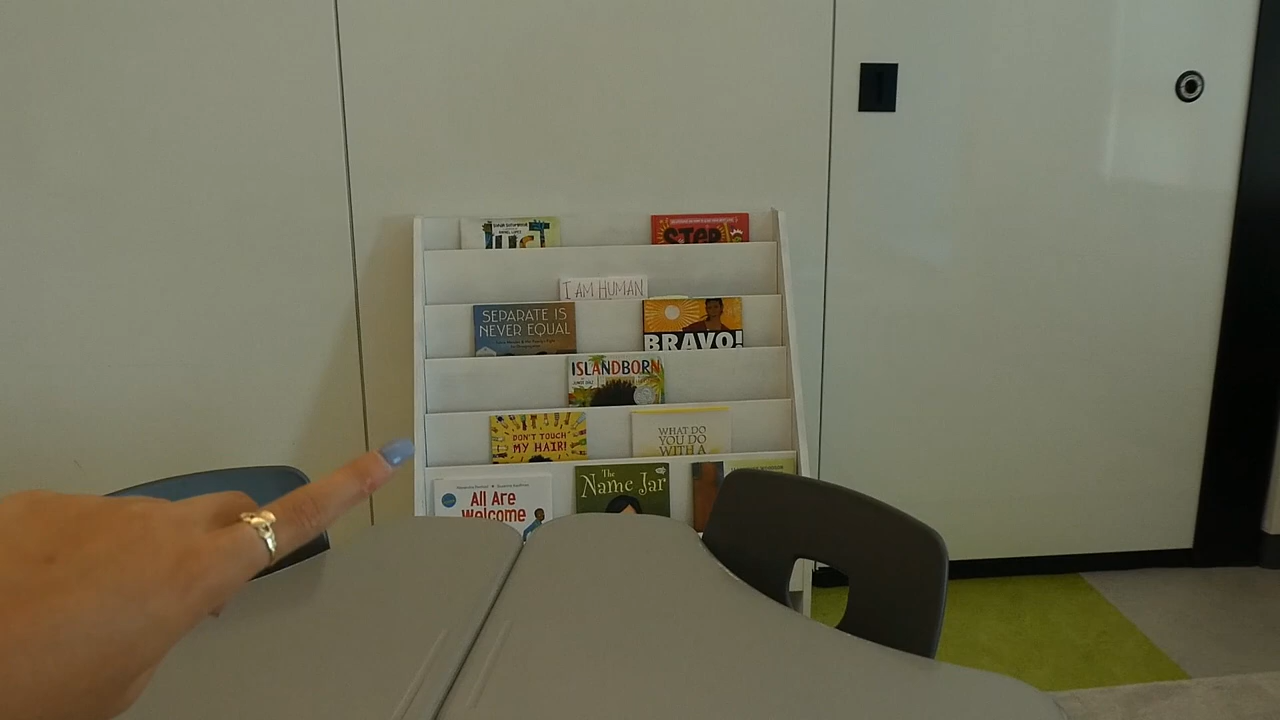 JUST
STEP
I AM HUMAN
SEPARATE IS
NEVER EQUAL
BRAVO!
ISLANDBORN
DON'T TOUCH
MY HAIR!
WHAT DO
YOU DO
WITH A
All Are
Welcome
The
Name Jar